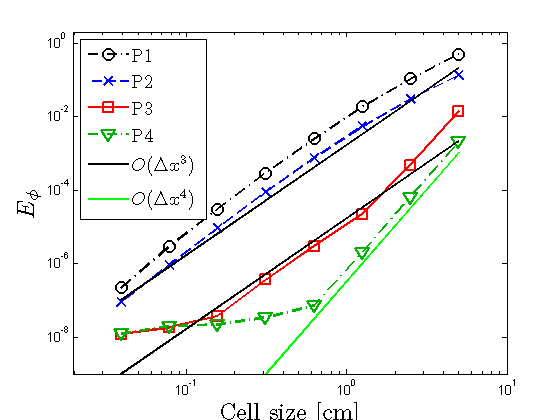 10⁰
10⁻²
10⁻⁴
10⁻⁶
10⁻⁸
E_ϕ
P1
P2
P3
P4
O(Δx³)
O(Δx⁴)
10⁻¹
10⁰
10¹
Cell size [cm]